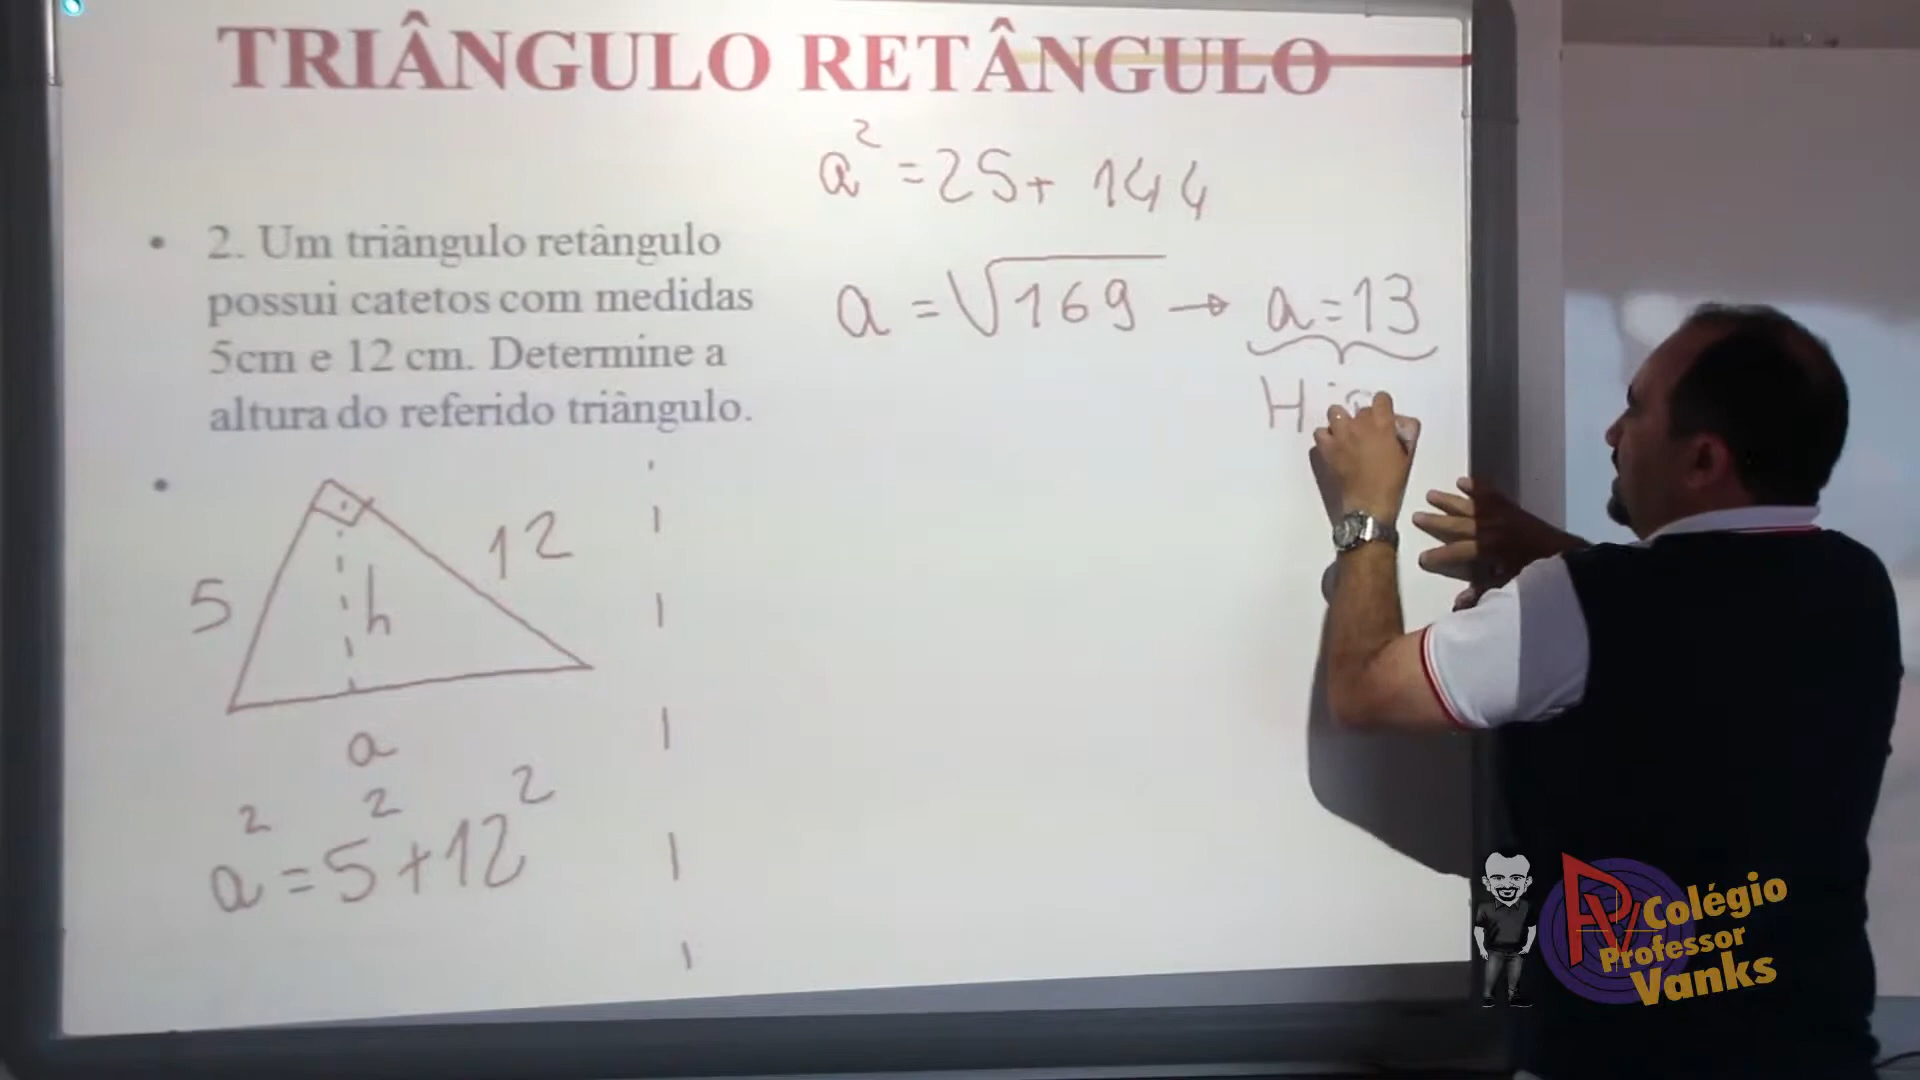 TRIÂNGULO RETÂNGULO
• 2. Um triângulo retângulo
possui catetos com medidas
5cm e 12 cm. Determine a
altura do referido triângulo.
•
5
12
h
a
a² = 5² + 12²
a² = 25 + 144
a = √169 → a = 13
Colégio
Professor
Vanks
PV